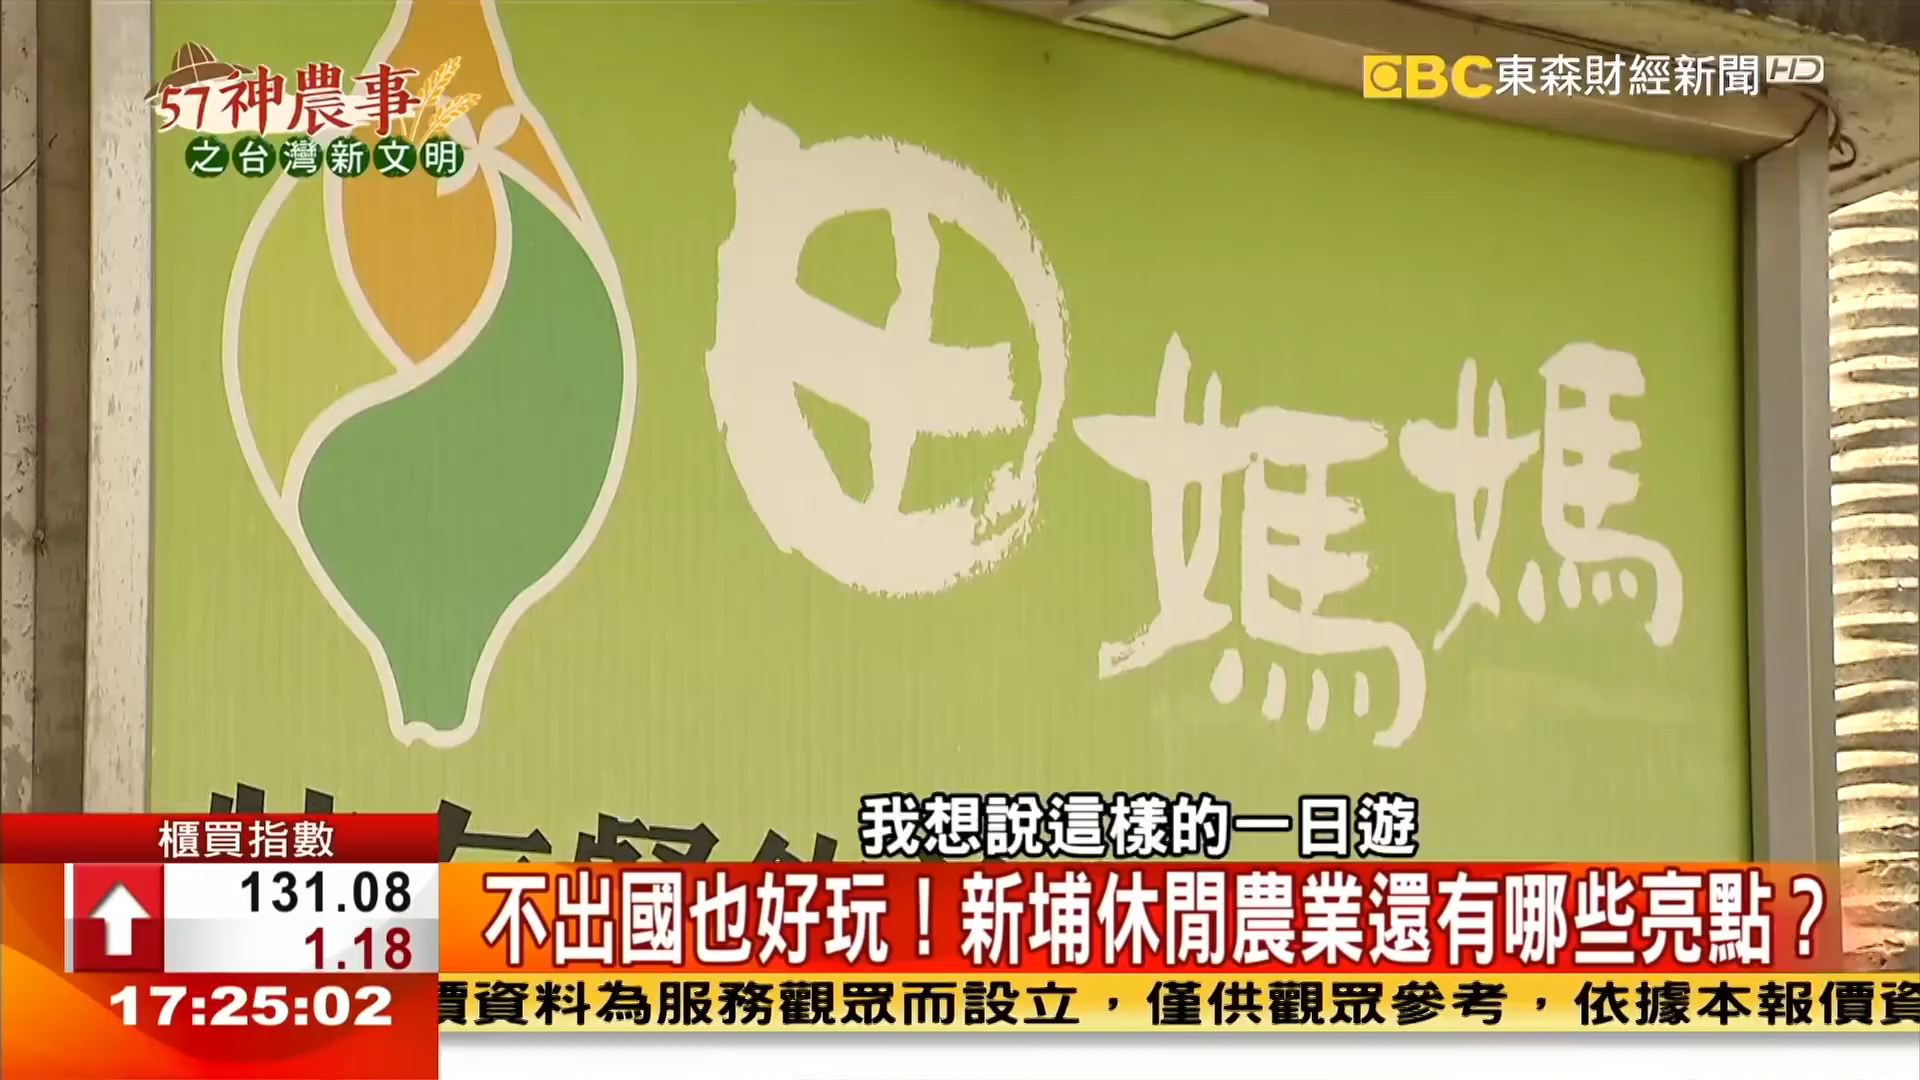 57神農事
之台灣新文明
EBC東森財經新聞HD
田媽媽
我想說這樣的一日遊
櫃買指數
131.08
1.18
不出國也好玩!新埔休閒農業還有哪些亮點?
17:25:02
價資料為服務觀眾而設立,僅供觀眾參考,依據本報價資